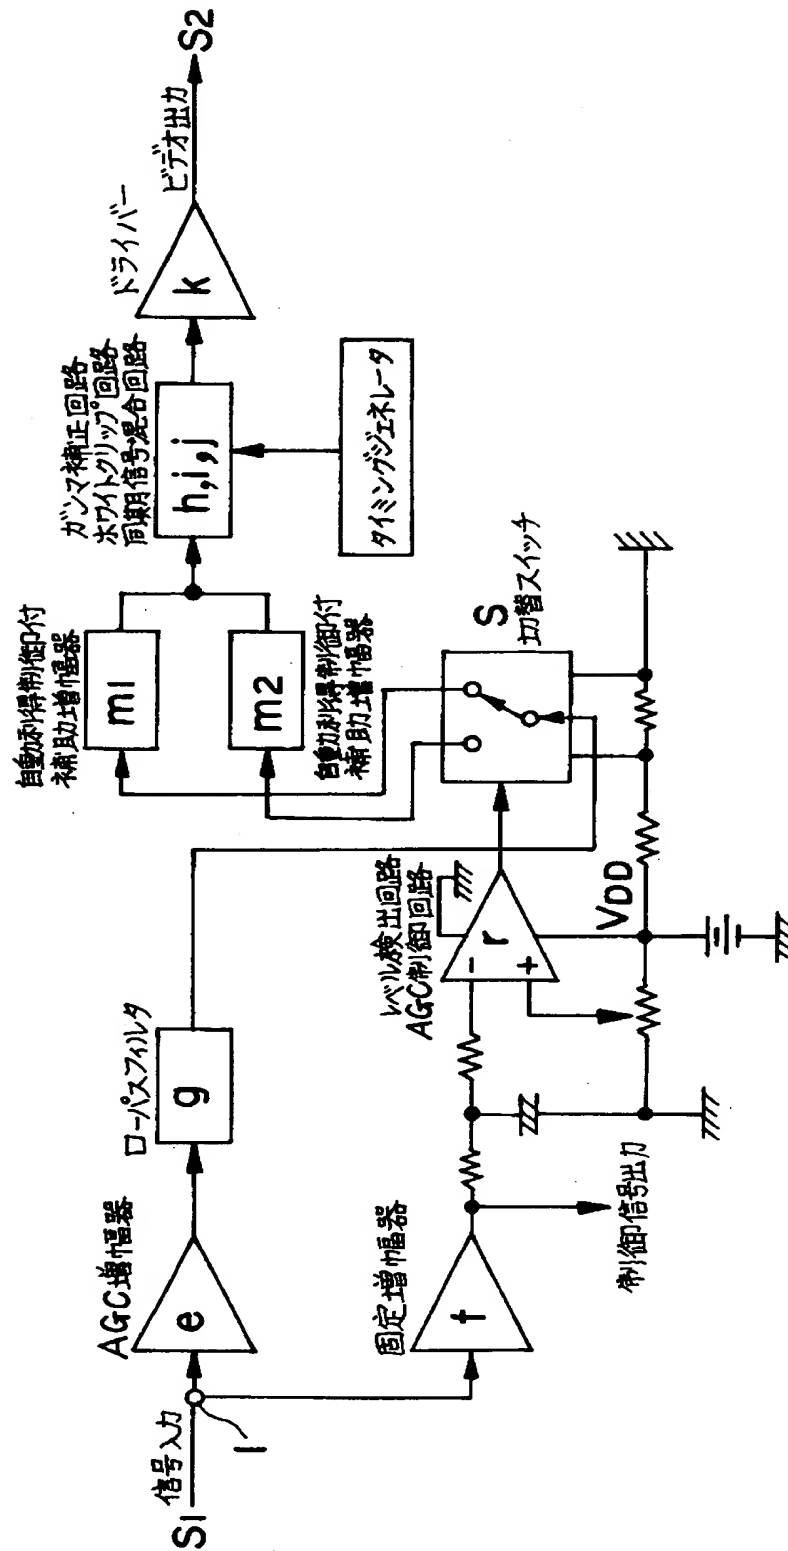 S1
信号入力
1
AGC増幅器
e
ローパスフィルタ
g
固定増幅器
f
制御信号出力
レベル検出回路
AGC制御回路
r
-
+
VDD
S
切替スイッチ
自動利得制御付
補助増幅器
m1
m2
自動利得制御付
補助増幅器
ガンマ補正回路
ホワイトクリップ回路
同期信号混合回路
h,i,j
タイミングジェネレータ
ドライバー
k
ビデオ出力
S2